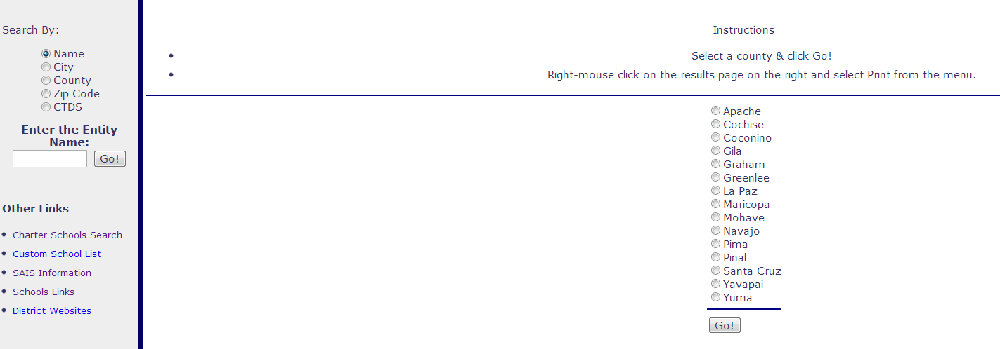 Search By:
Name
City
County
Zip Code
CTDS
Enter the Entity
Name:
Go!
Other Links
Charter Schools Search
Custom School List
SAIS Information
Schools Links
District Websites
Instructions
Select a county & click Go!
Right-mouse click on the results page on the right and select Print from the menu.
Apache
Cochise
Coconino
Gila
Graham
Greenlee
La Paz
Maricopa
Mohave
Navajo
Pima
Pinal
Santa Cruz
Yavapai
Yuma
Go!